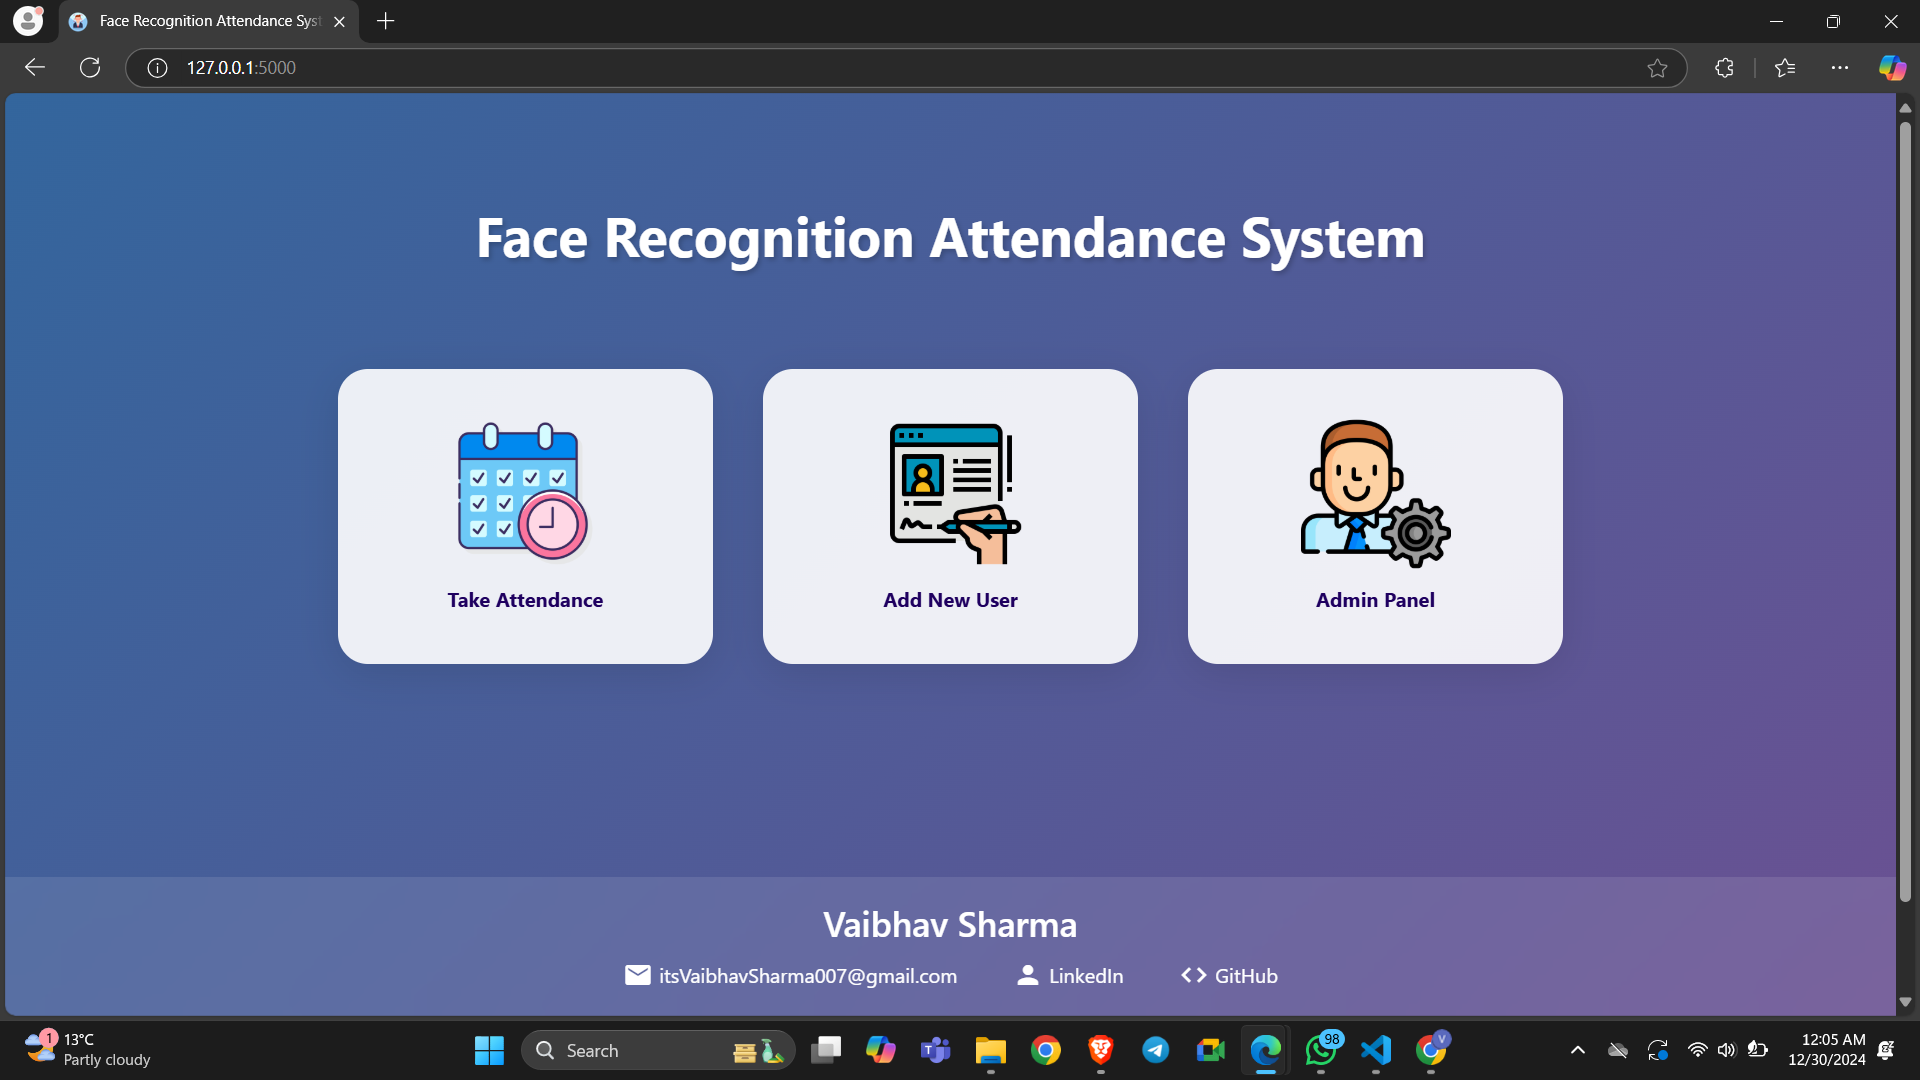 Face Recognition Attendance Syst
127.0.0.1:5000
Face Recognition Attendance System
Take Attendance
Add New User
Admin Panel
Vaibhav Sharma
itsVaibhavSharma007@gmail.com LinkedIn GitHub
1
13°C
Partly cloudy
Search
T
98
V
12:05 AM
12/30/2024